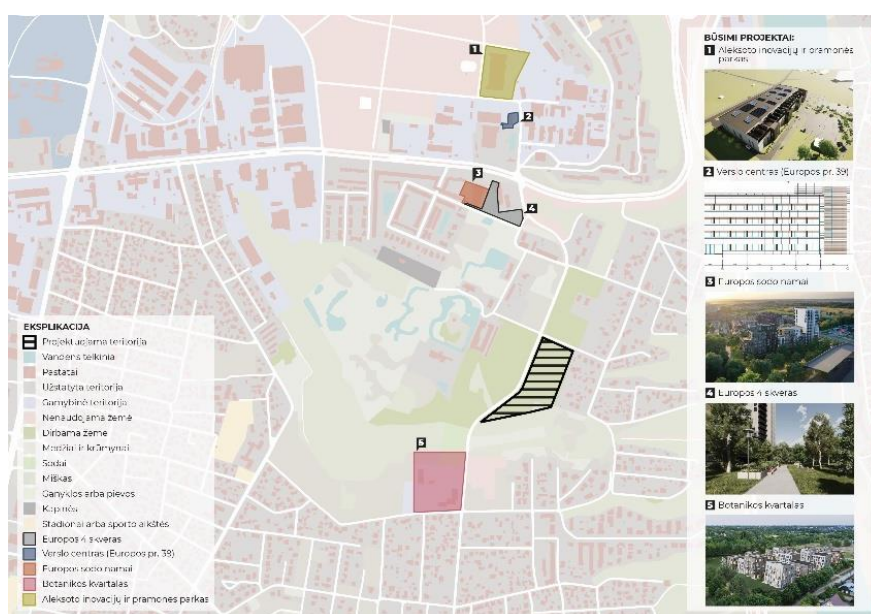 1
2
3
4
5
BŪSIMI PROJEKTAI:
1 Aleksoto inovacijų ir pramonės
parkas
2 Verslo centras (Europos pr. 39)
3 Europos sodo namai
4 Europos 4 skveras
5 Botanikos kvartalas
EKSPLIKACIJA
Projektuojama teritorija
Vandens telkinia
Pastatai
Užstatyta teritorija
Gamybinė teritorija
Nenaudojama žemė
Dirbama žemė
Medžiai ir krūmynai
Sodai
Miškas
Ganyklos arba pievos
Kapinės
Stadionai arba sporto aikštės
Europos 4 skveras
Verslo centras (Europos pr. 39)
Europos sodo namai
Botanikos kvartalas
Aleksoto inovacijų ir pramonės parkas